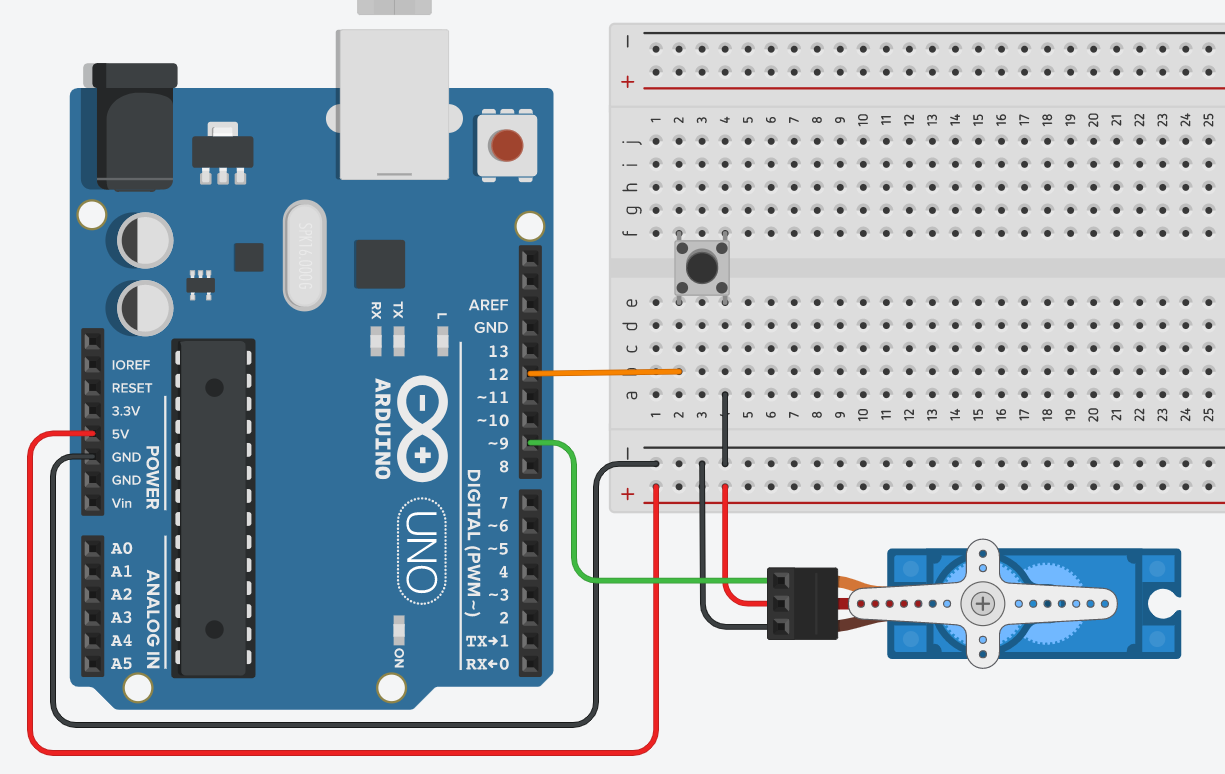 SPK16.000G
RX
TX
L
AREF
GND
13
12
~11
~10
~9
8
7
~6
~5
4
~3
2
TX→1
RX←0
DIGITAL (PWM ~)
IOREF
RESET
3.3V
5V
GND
GND
Vin
POWER
A0
A1
A2
A3
A4
A5
ANALOG IN
ARDUINO
UNO
ON
−
+
1 2 3 4 5 6 7 8 9 10 11 12 13 14 15 16 17 18 19 20 21 22 23 24 25
j
i
h
g
f
e
d
c
b
a
1 2 3 4 5 6 7 8 9 10 11 12 13 14 15 16 17 18 19 20 21 22 23 24 25
−
+